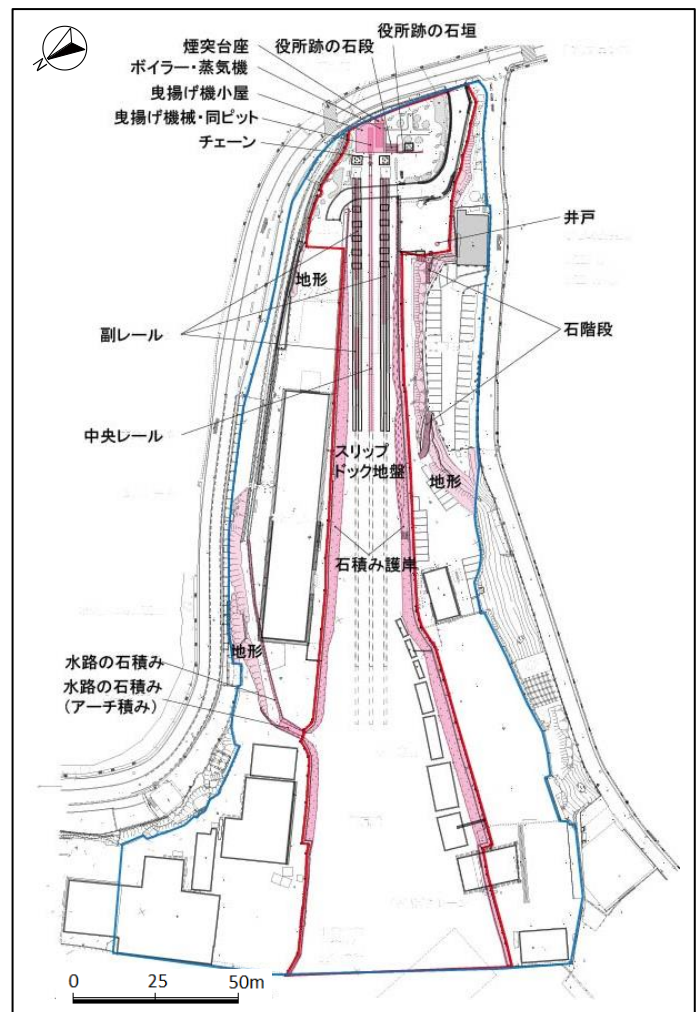 役所跡の石垣
煙突台座
役所跡の石段
ボイラー・蒸気機
曳揚げ機小屋
曳揚げ機械・同ピット
チェーン
N
井戸
地形
副レール
石階段
中央レール
スリップ
ドック地盤
地形
石積み護岸
地形
水路の石積み
水路の石積み
(アーチ積み)
0 25 50m